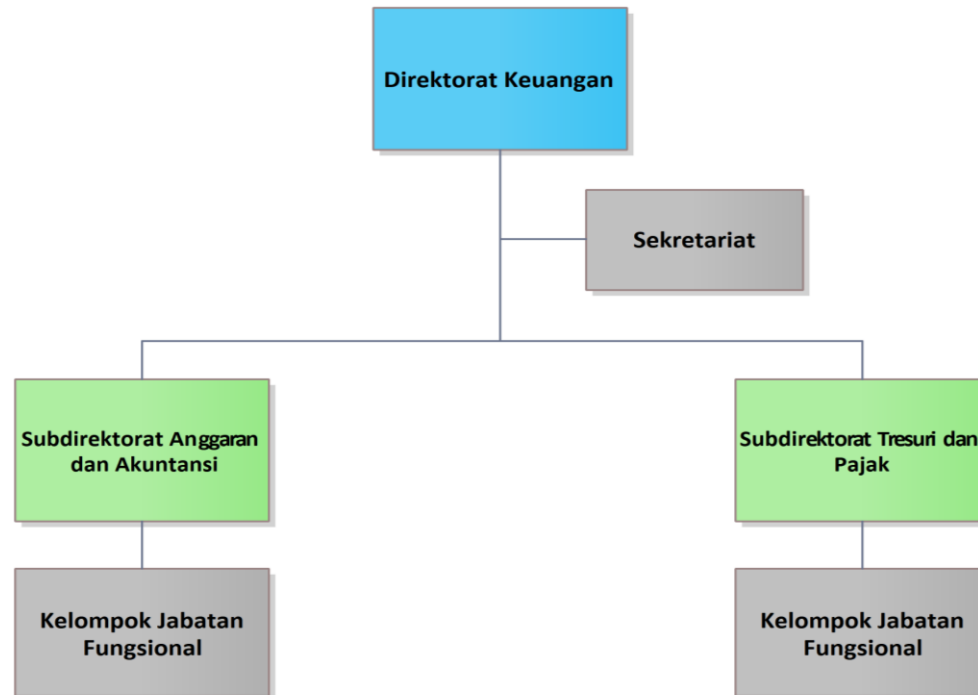 Direktorat Keuangan
Sekretariat
Subdirektorat Anggaran
dan Akuntansi
Subdirektorat Tresuri dan
Pajak
Kelompok Jabatan
Fungsional
Kelompok Jabatan
Fungsional